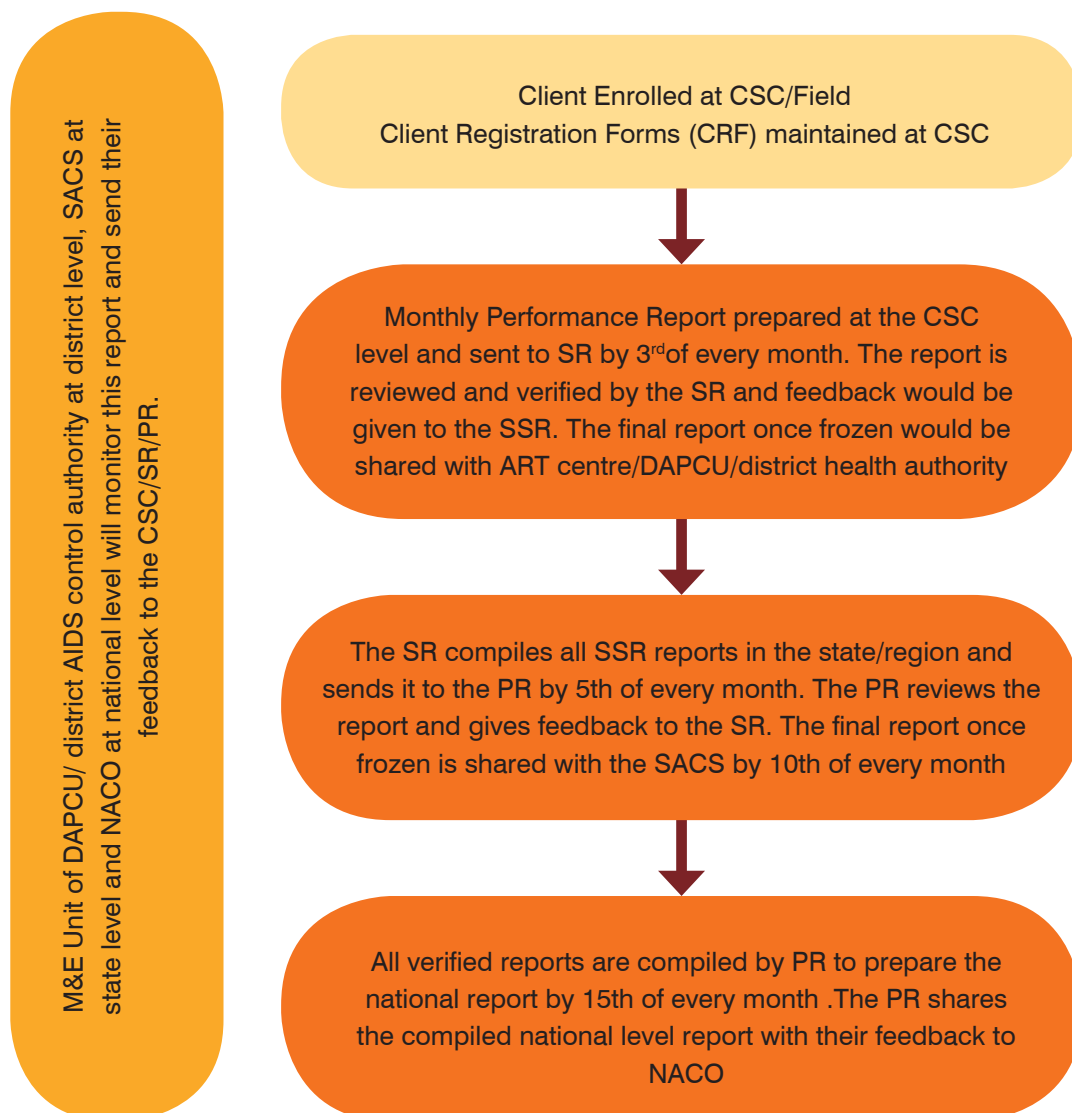 M&E Unit of DAPCU/ district AIDS control authority at district level, SACS at
state level and NACO at national level will monitor this report and send their
feedback to the CSC/SR/PR.
Client Enrolled at CSC/Field
Client Registration Forms (CRF) maintained at CSC
Monthly Performance Report prepared at the CSC
level and sent to SR by 3rdof every month. The report is
reviewed and verified by the SR and feedback would be
given to the SSR. The final report once frozen would be
shared with ART centre/DAPCU/district health authority
The SR compiles all SSR reports in the state/region and
sends it to the PR by 5th of every month. The PR reviews the
report and gives feedback to the SR. The final report once
frozen is shared with the SACS by 10th of every month
All verified reports are compiled by PR to prepare the
national report by 15th of every month .The PR shares
the compiled national level report with their feedback to
NACO